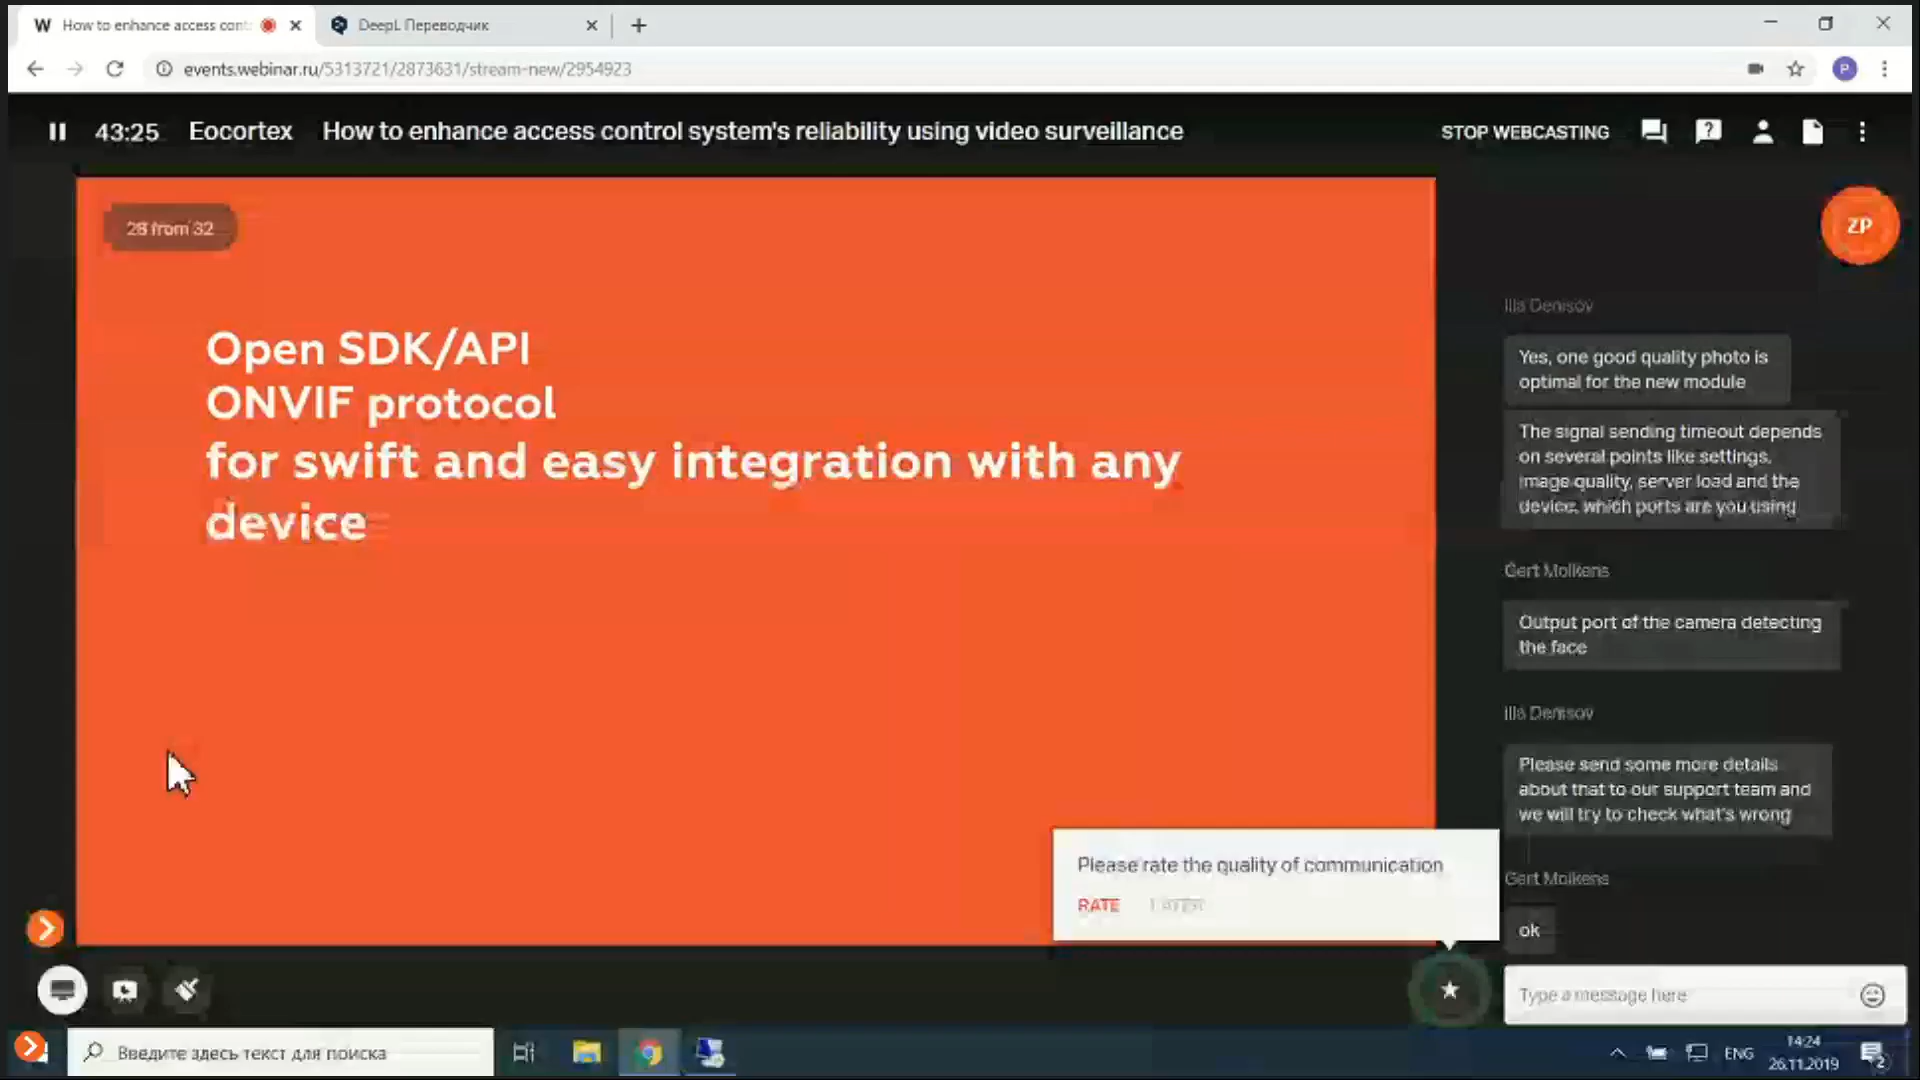 W How to enhance access cont
DeepL Переводчик
events.webinar.ru/5313721/2873631/stream-new/2954923
P
43:25 Eocortex How to enhance access control system's reliability using video surveillance
STOP WEBCASTING
28 from 32
ZP
Open SDK/API
ONVIF protocol
for swift and easy integration with any
device
Illa Denisov
Yes, one good quality photo is
optimal for the new module
The signal sending timeout depends
on several points like settings,
image quality, server load and the
device, which ports are you using
Gert Molkens
Output port of the camera detecting
the face
Illa Denisov
Please send some more details
about that to our support team and
we will try to check what's wrong
Gert Molkens
ok
Please rate the quality of communication
RATE LATER
Type a message here
Введите здесь текст для поиска
ENG
14:24
26.11.2019
2